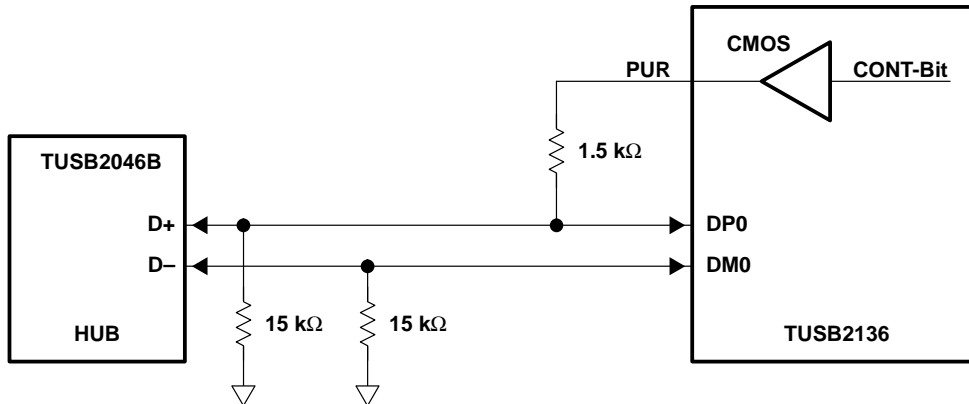 CMOS
PUR
CONT-Bit
1.5 kΩ
TUSB2046B
D+
D–
HUB
15 kΩ
15 kΩ
DP0
DM0
TUSB2136